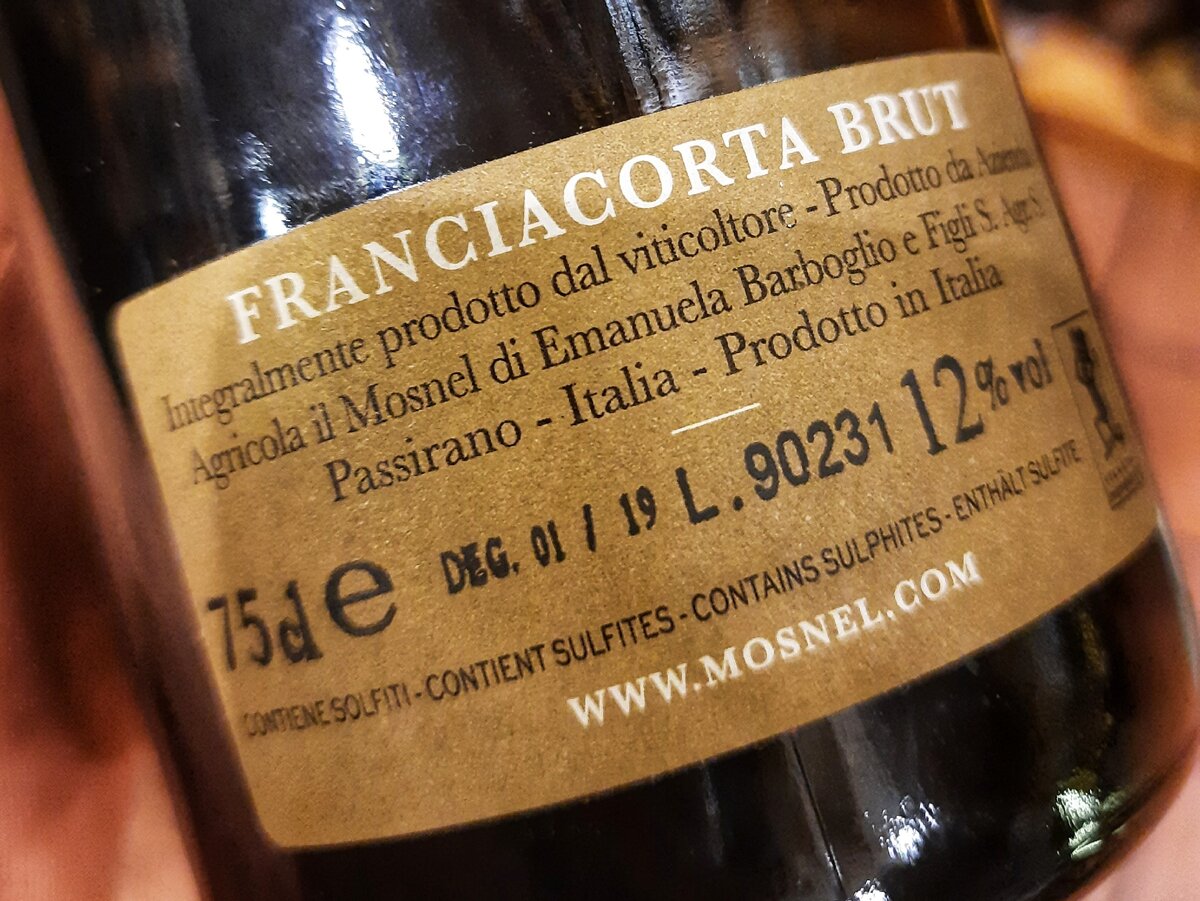 FRANCIACORTA BRUT
Integralmente prodotto dal viticoltore - Prodotto da Azienda
Agricola il Mosnel di Emanuela Barboglio e Figli S. Agr. S
Passirano - Italia - Prodotto in Italia
75cl e DEG. 01 / 19 L.90231 12% vol
CONTIENE SOLFITI - CONTIENT SULFITES - CONTAINS SULPHITES - ENTHÄLT SULFITE
WWW.MOSNEL.COM